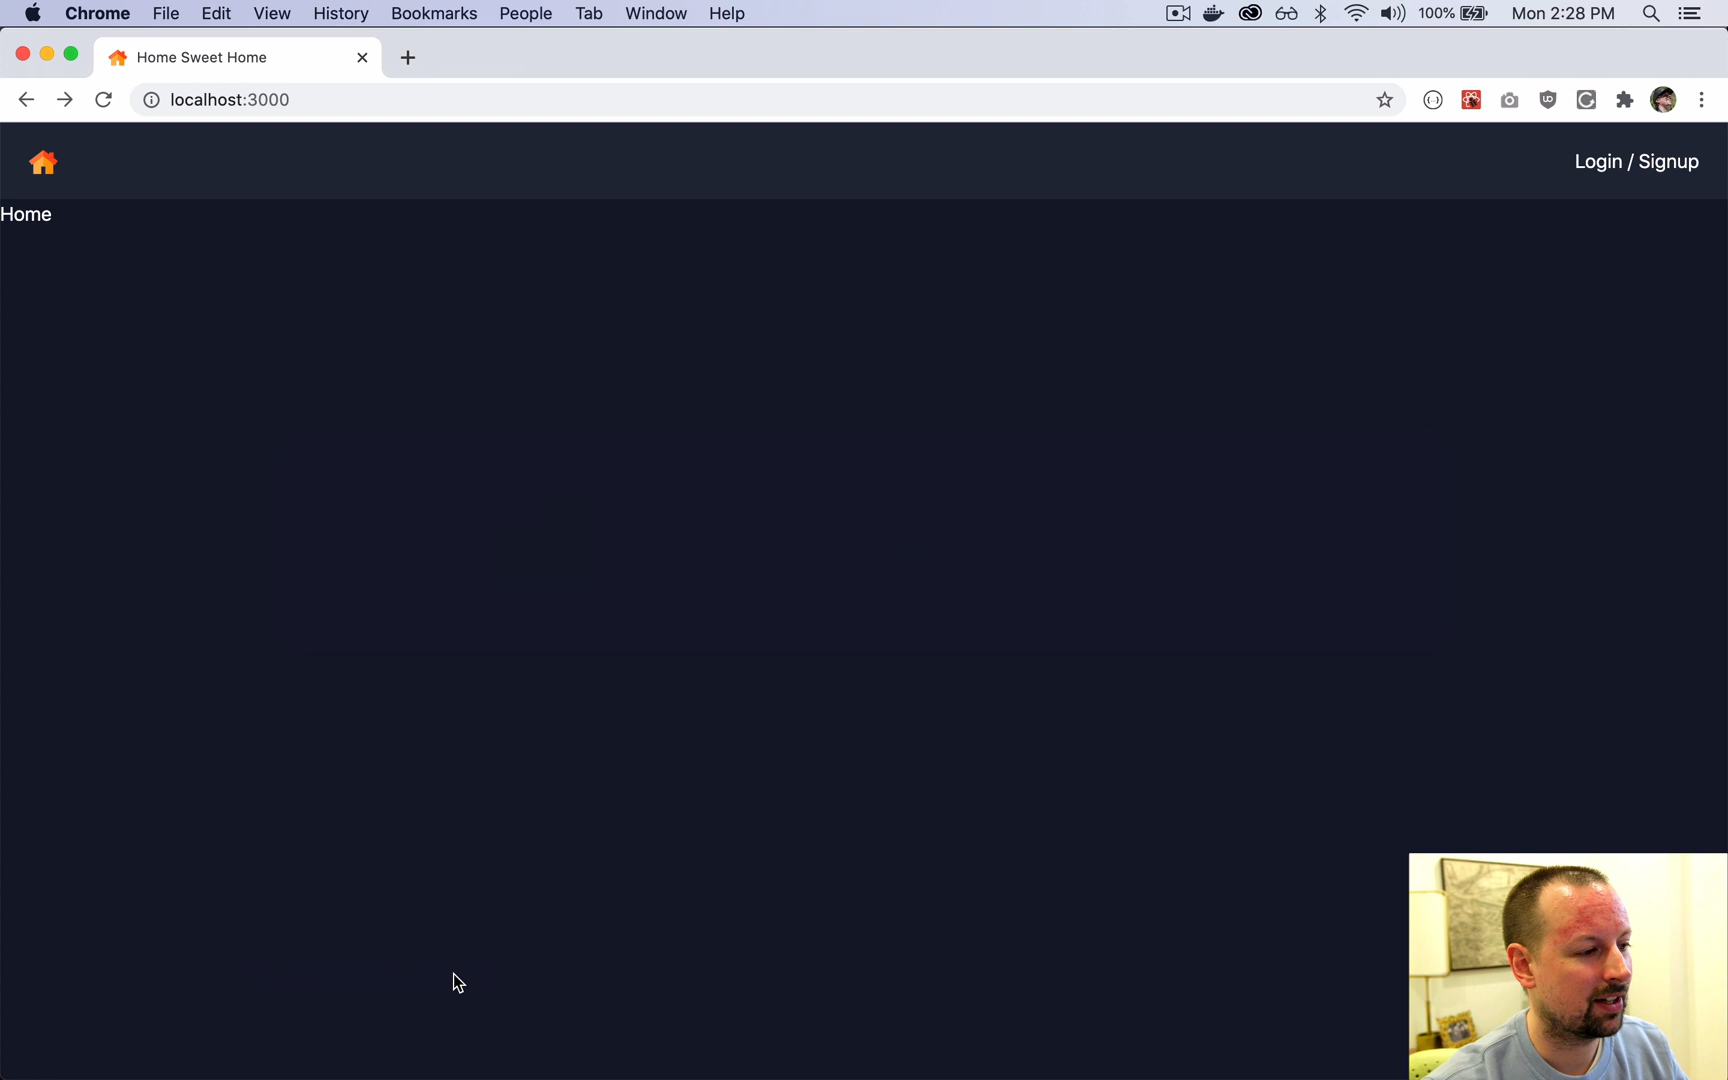 Chrome File Edit View History Bookmarks People Tab Window Help 100% Mon 2:28 PM
Home Sweet Home
localhost:3000
Login / Signup
Home